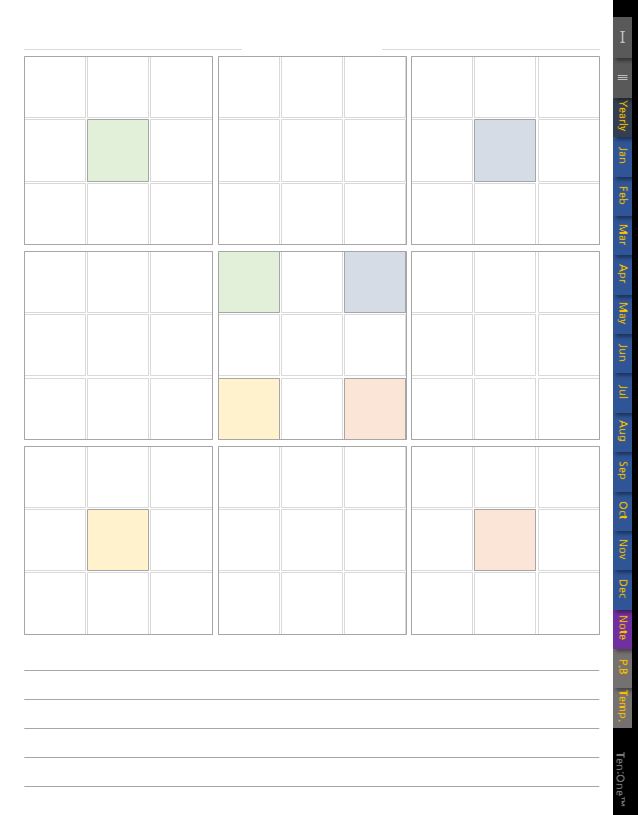 I
≡
Yearly
Jan
Feb
Mar
Apr
May
Jun
Jul
Aug
Sep
Oct
Nov
Dec
Note
P.B
Temp.
Ten:One™